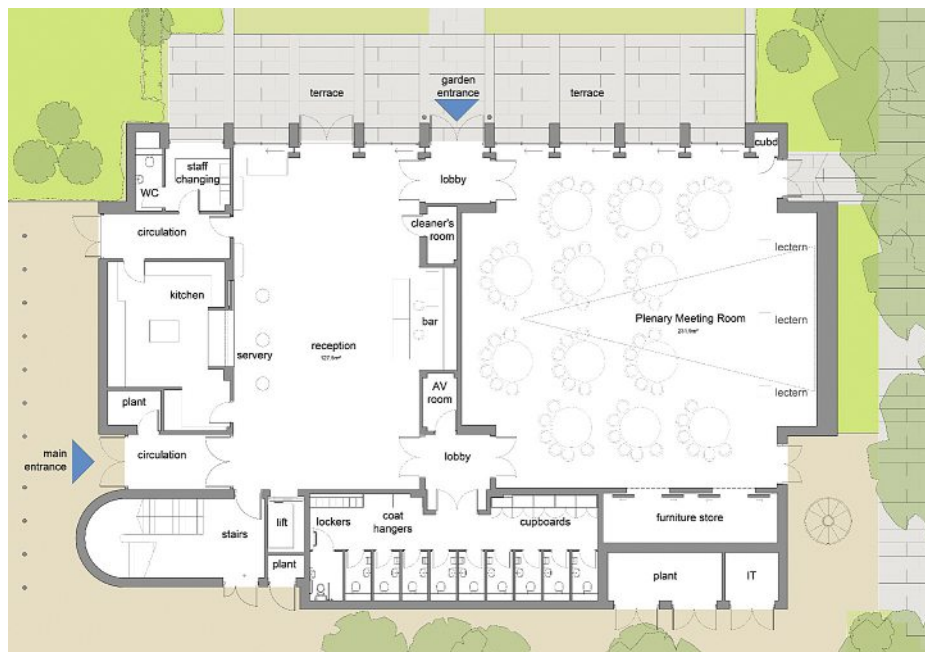 garden
entrance
terrace
terrace
cubd
staff
changing
WC
lobby
circulation
cleaner's
room
lectern
kitchen
bar
Plenary Meeting Room
lectern
servery
reception
127.5m²
AV
room
lectern
plant
main
entrance
circulation
lobby
stairs
lift
lockers
coat
hangers
cupboards
furniture store
plant
plant
IT